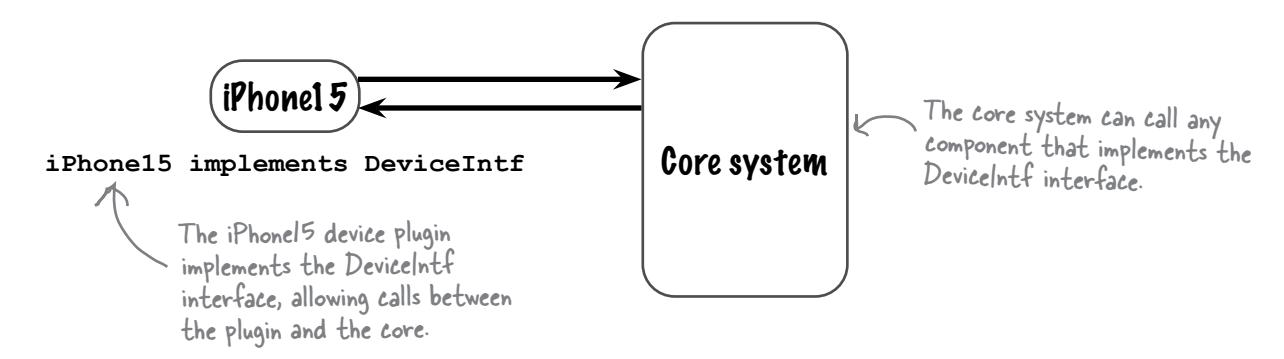 iPhone15
Core system
iPhone15 implements DeviceIntf
The core system can call any
component that implements the
DeviceIntf interface.
The iPhone15 device plugin
implements the DeviceIntf
interface, allowing calls between
the plugin and the core.